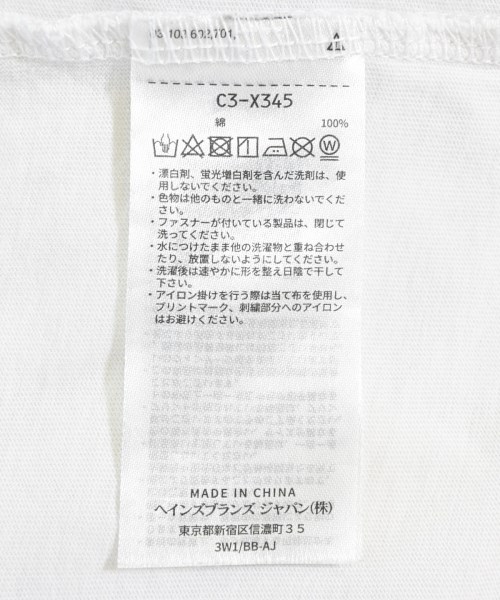 C3-X345
綿 100%
・漂白剤、蛍光増白剤を含んだ洗剤は、使
用しないでください。
・色物は他のものと一緒に洗わないでくだ
さい。
・ファスナーが付いている製品は、閉じて
洗ってください。
・水につけたまま他の洗濯物と重ね合わせ
たり、放置しないようにしてください。
・洗濯後は速やかに形を整え日陰で干して
下さい。
・アイロン掛けを行う際は当て布を使用し、
プリントマーク、刺繍部分へのアイロン
はお避けください。
MADE IN CHINA
ヘインズブランズ ジャパン(株)
東京都新宿区信濃町３５
3W1/BB-AJ